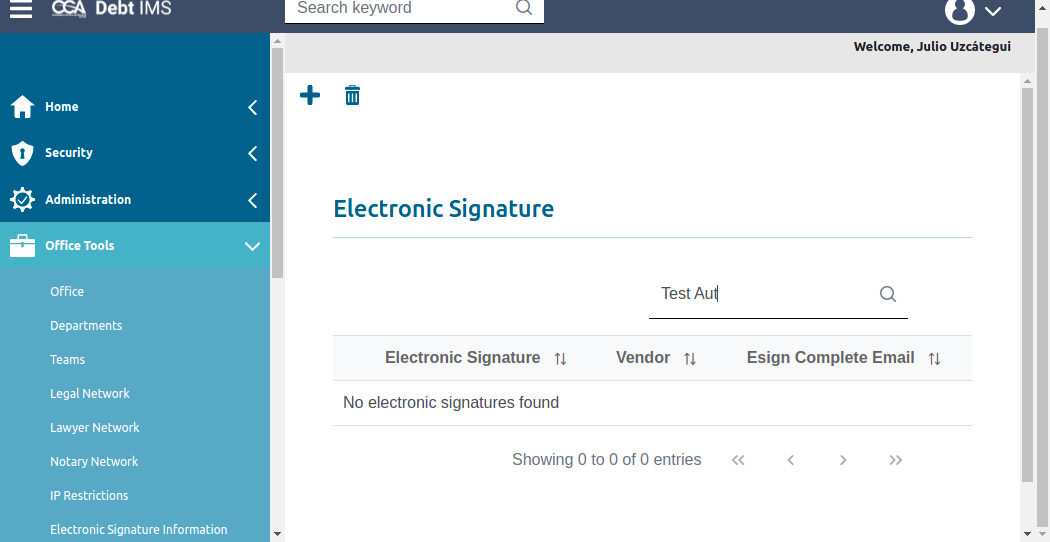 CGA Debt IMS
Search keyword
Welcome, Julio Uzcátegui
Home
Security
Administration
Office Tools
Office
Departments
Teams
Legal Network
Lawyer Network
Notary Network
IP Restrictions
Electronic Signature Information
Electronic Signature
Test Aut
Electronic Signature Vendor Esign Complete Email
No electronic signatures found
Showing 0 to 0 of 0 entries